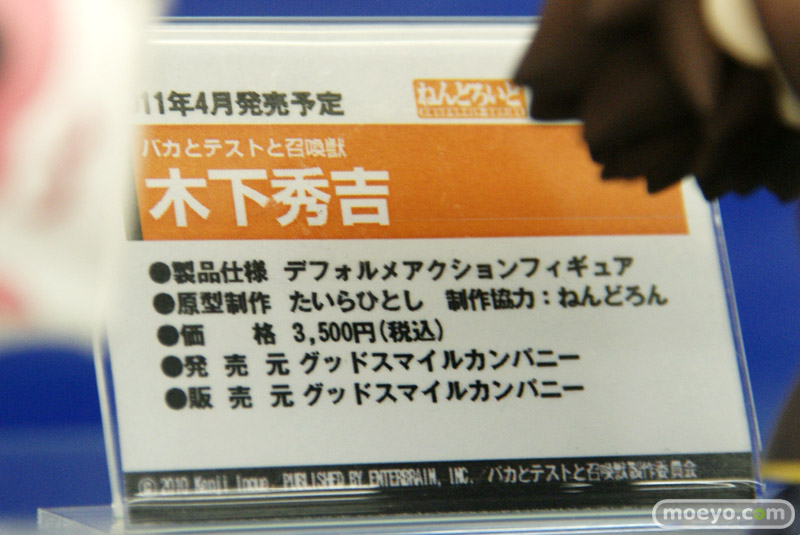 11年4月発売予定
ねんどろいど
バカとテストと召喚獣
木下秀吉
●製品仕様 デフォルメアクションフィギュア
●原型制作 たいらひとし 制作協力：ねんどろん
●価 格 3,500円(税込)
●発売元 グッドスマイルカンパニー
●販売元 グッドスマイルカンパニー
© 2010 Kenji Inoue, PUBLISHED BY ENTERBRAIN, INC. バカとテストと召喚獣製作委員会
moeyo.com